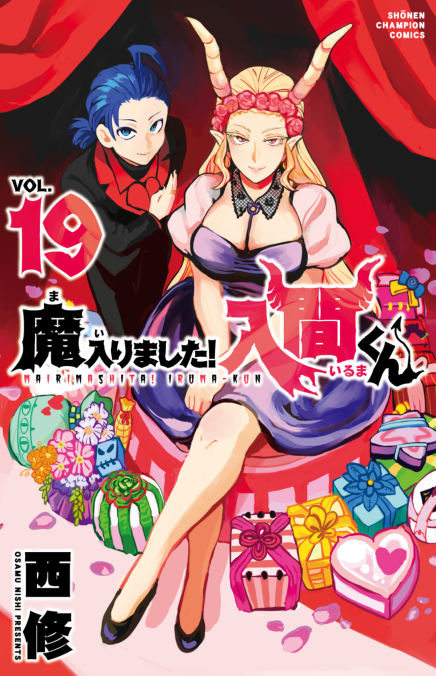 SHŌNEN
CHAMPION
COMICS
VOL.
19
ま い
魔入りました!
入間くん
いるま
MAIRIMASHITA! IRUMA-KUN
西修
OSAMU NISHI PRESENTS